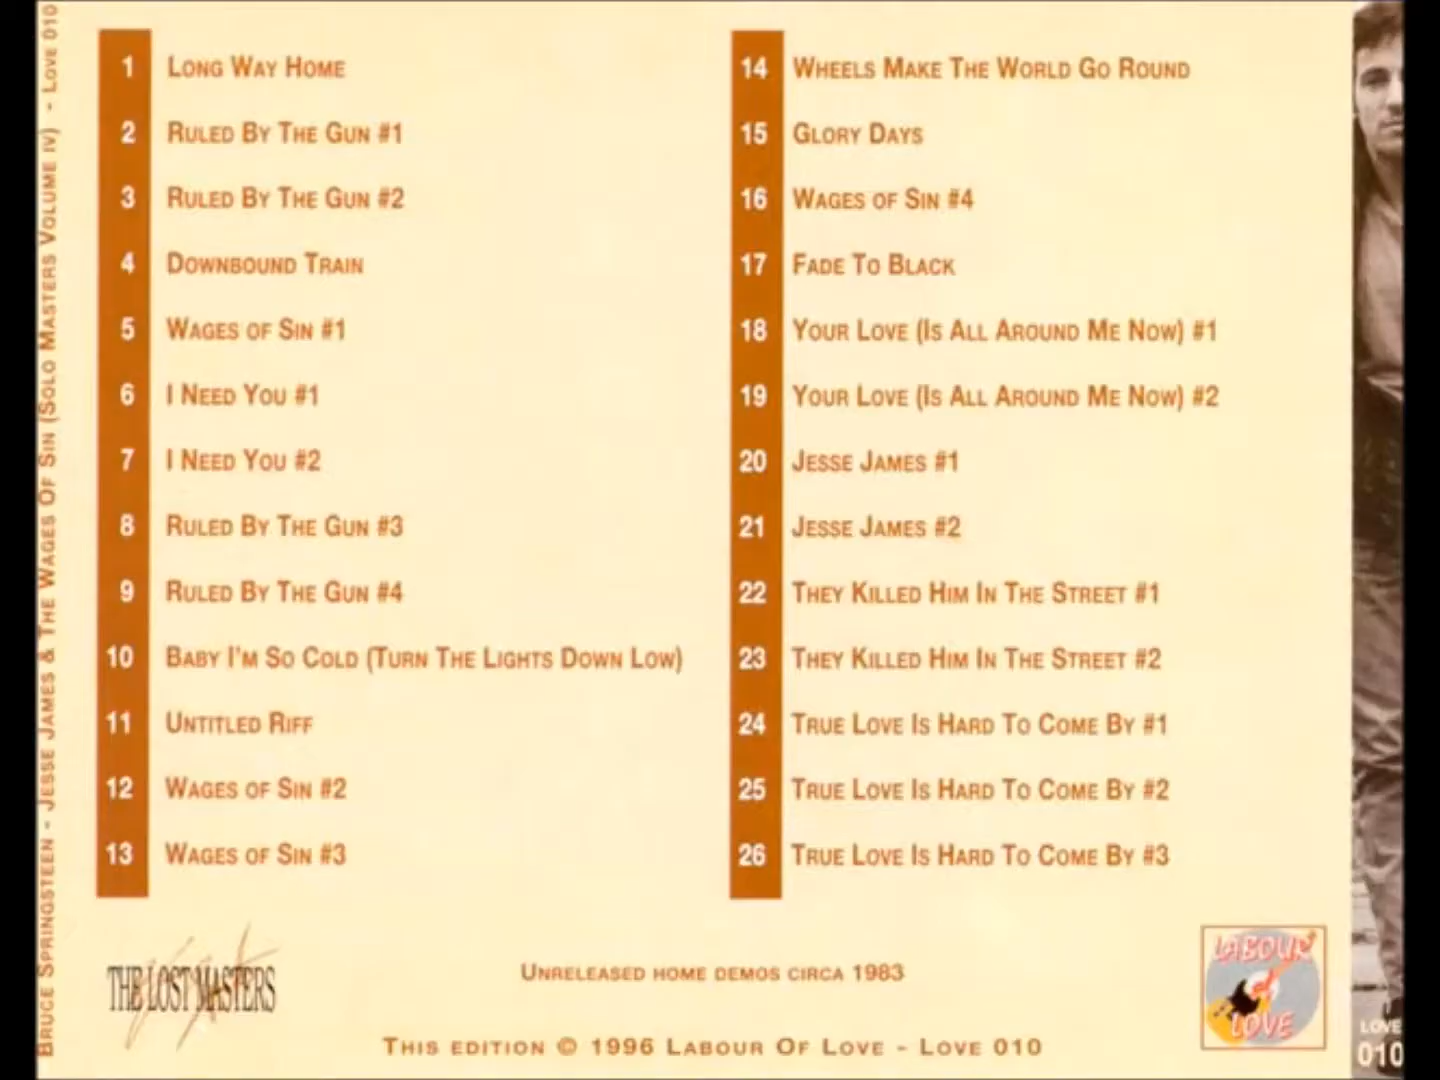 Bruce Springsteen - Jesse James & The Wages Of Sin (Solo Masters Volume IV) - Love 010
1 Long Way Home
2 Ruled By The Gun #1
3 Ruled By The Gun #2
4 Downbound Train
5 Wages of Sin #1
6 I Need You #1
7 I Need You #2
8 Ruled By The Gun #3
9 Ruled By The Gun #4
10 Baby I'm So Cold (Turn The Lights Down Low)
11 Untitled Riff
12 Wages of Sin #2
13 Wages of Sin #3
14 Wheels Make The World Go Round
15 Glory Days
16 Wages of Sin #4
17 Fade To Black
18 Your Love (Is All Around Me Now) #1
19 Your Love (Is All Around Me Now) #2
20 Jesse James #1
21 Jesse James #2
22 They Killed Him In The Street #1
23 They Killed Him In The Street #2
24 True Love Is Hard To Come By #1
25 True Love Is Hard To Come By #2
26 True Love Is Hard To Come By #3
THE LOST MASTERS
Unreleased home demos circa 1983
This edition © 1996 Labour Of Love - Love 010
LABOUR
of
LOVE
LOVE
010